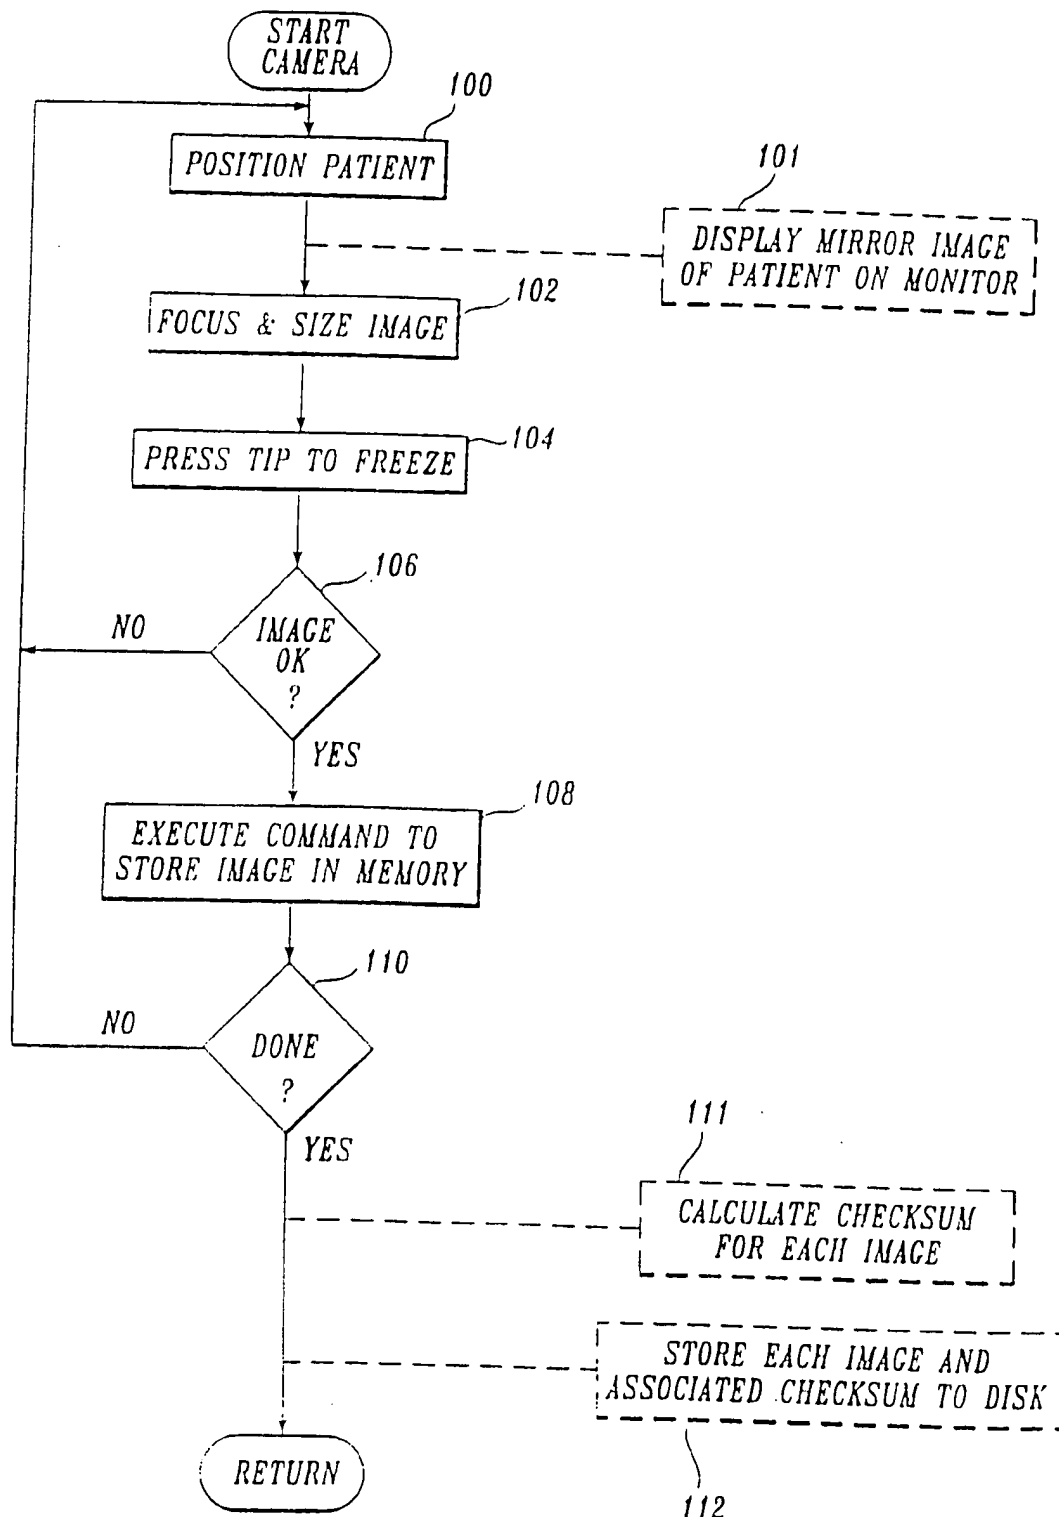 START
CAMERA
100
POSITION PATIENT
101
DISPLAY MIRROR IMAGE
OF PATIENT ON MONITOR
102
FOCUS & SIZE IMAGE
104
PRESS TIP TO FREEZE
106
IMAGE
OK
?
NO
YES
108
EXECUTE COMMAND TO
STORE IMAGE IN MEMORY
110
DONE
?
NO
YES
111
CALCULATE CHECKSUM
FOR EACH IMAGE
STORE EACH IMAGE AND
ASSOCIATED CHECKSUM TO DISK
112
RETURN